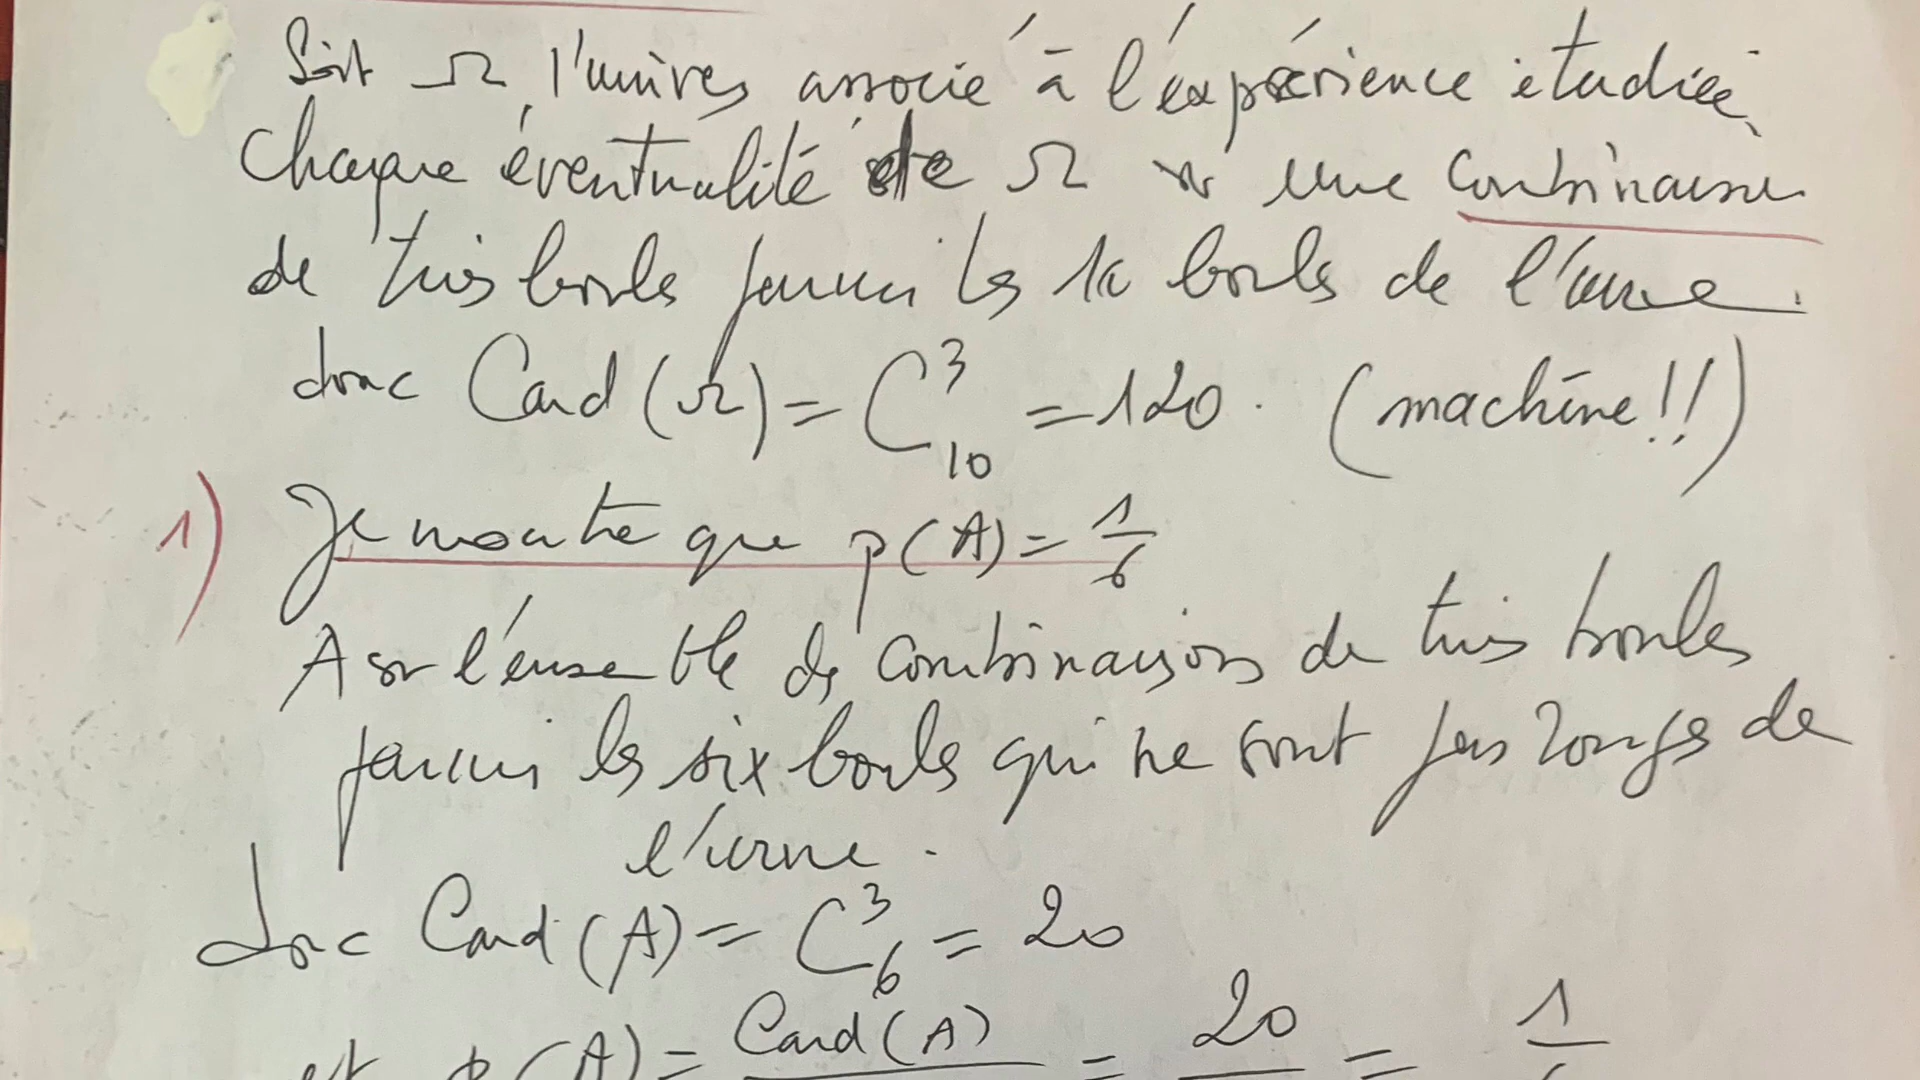 Soit Ω l'univers associé à l'expérience étudiée,
Chaque éventualité de Ω est une combinaison
de trois boules parmi les 10 boules de l'urne.
donc Card(Ω) = C³₁₀ = 120. (machine!!)
1) Je montre que p(A) = 1/6
A est l'ensemble des combinaisons de trois boules
parmi les six boules qui ne sont pas rouges de
l'urne.
donc Card(A) = C³₆ = 20
et p(A) = Card(A) = 20 = 1